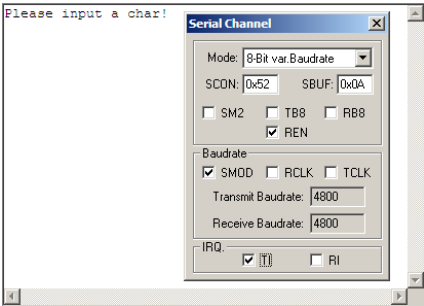 Please input a char!
Serial Channel
Mode: 8-Bit var.Baudrate
SCON: 0x52 SBUF: 0x0A
SM2 TB8 RB8
REN
Baudrate
SMOD RCLK TCLK
Transmit Baudrate: 4800
Receive Baudrate: 4800
IRQ.
TI RI